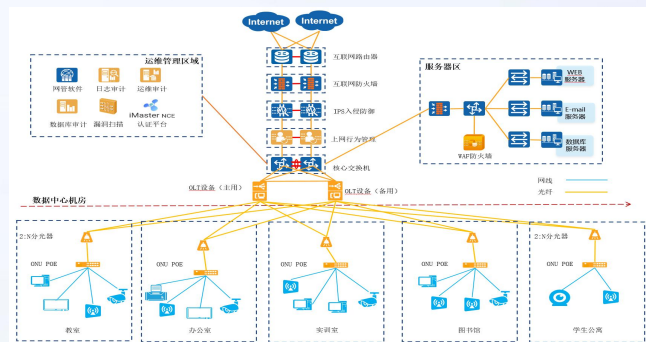 Internet
Internet
运维管理区域
网管软件
日志审计
运维审计
数据库审计
漏洞扫描
iMaster NCE
认证平台
互联网路由器
互联网防火墙
IPS入侵防御
上网行为管理
核心交换机
服务器区
WEB
服务器
E-mail
服务器
数据库
服务器
WAF防火墙
OLT设备（主用）
OLT设备（备用）
网线
光纤
数据中心机房
2:N分光器
2:N分光器
ONU POE
ONU POE
ONU POE
ONU POE
ONU POE
教室
办公室
实训室
图书馆
学生公寓